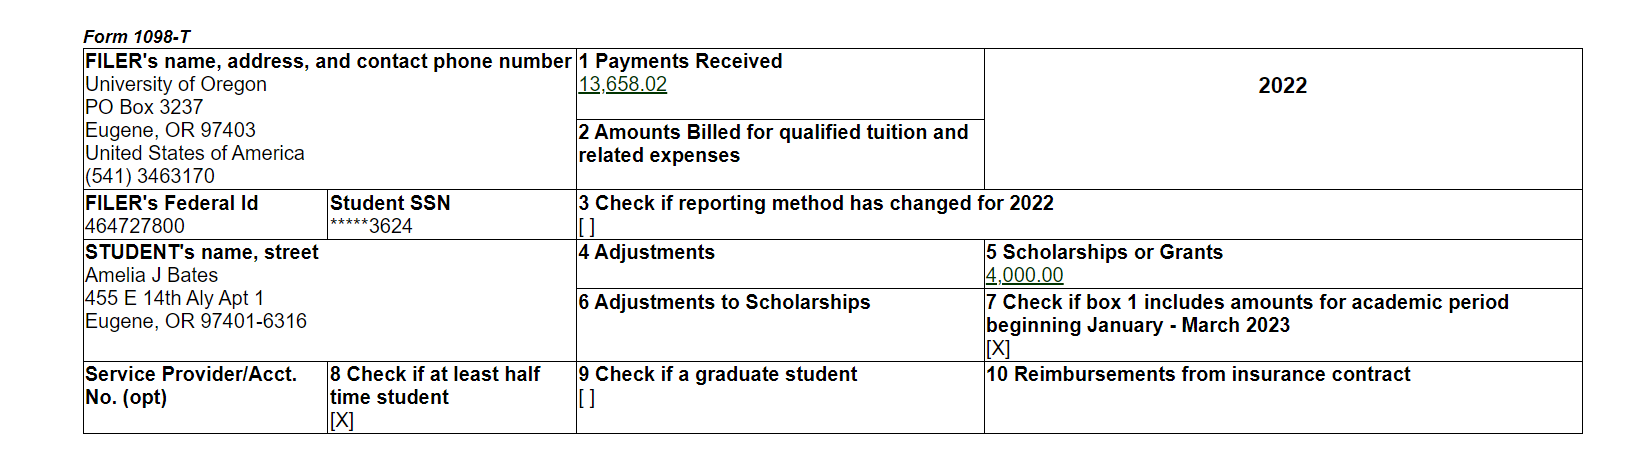 Form 1098-T
FILER's name, address, and contact phone number
University of Oregon
PO Box 3237
Eugene, OR 97403
United States of America
(541) 3463170
1 Payments Received
13,658.02
2 Amounts Billed for qualified tuition and
related expenses
2022
FILER's Federal Id
464727800
Student SSN
*****3624
3 Check if reporting method has changed for 2022
[ ]
STUDENT's name, street
Amelia J Bates
455 E 14th Aly Apt 1
Eugene, OR 97401-6316
4 Adjustments
5 Scholarships or Grants
4,000.00
6 Adjustments to Scholarships
7 Check if box 1 includes amounts for academic period
beginning January - March 2023
[X]
Service Provider/Acct.
No. (opt)
8 Check if at least half
time student
[X]
9 Check if a graduate student
[ ]
10 Reimbursements from insurance contract